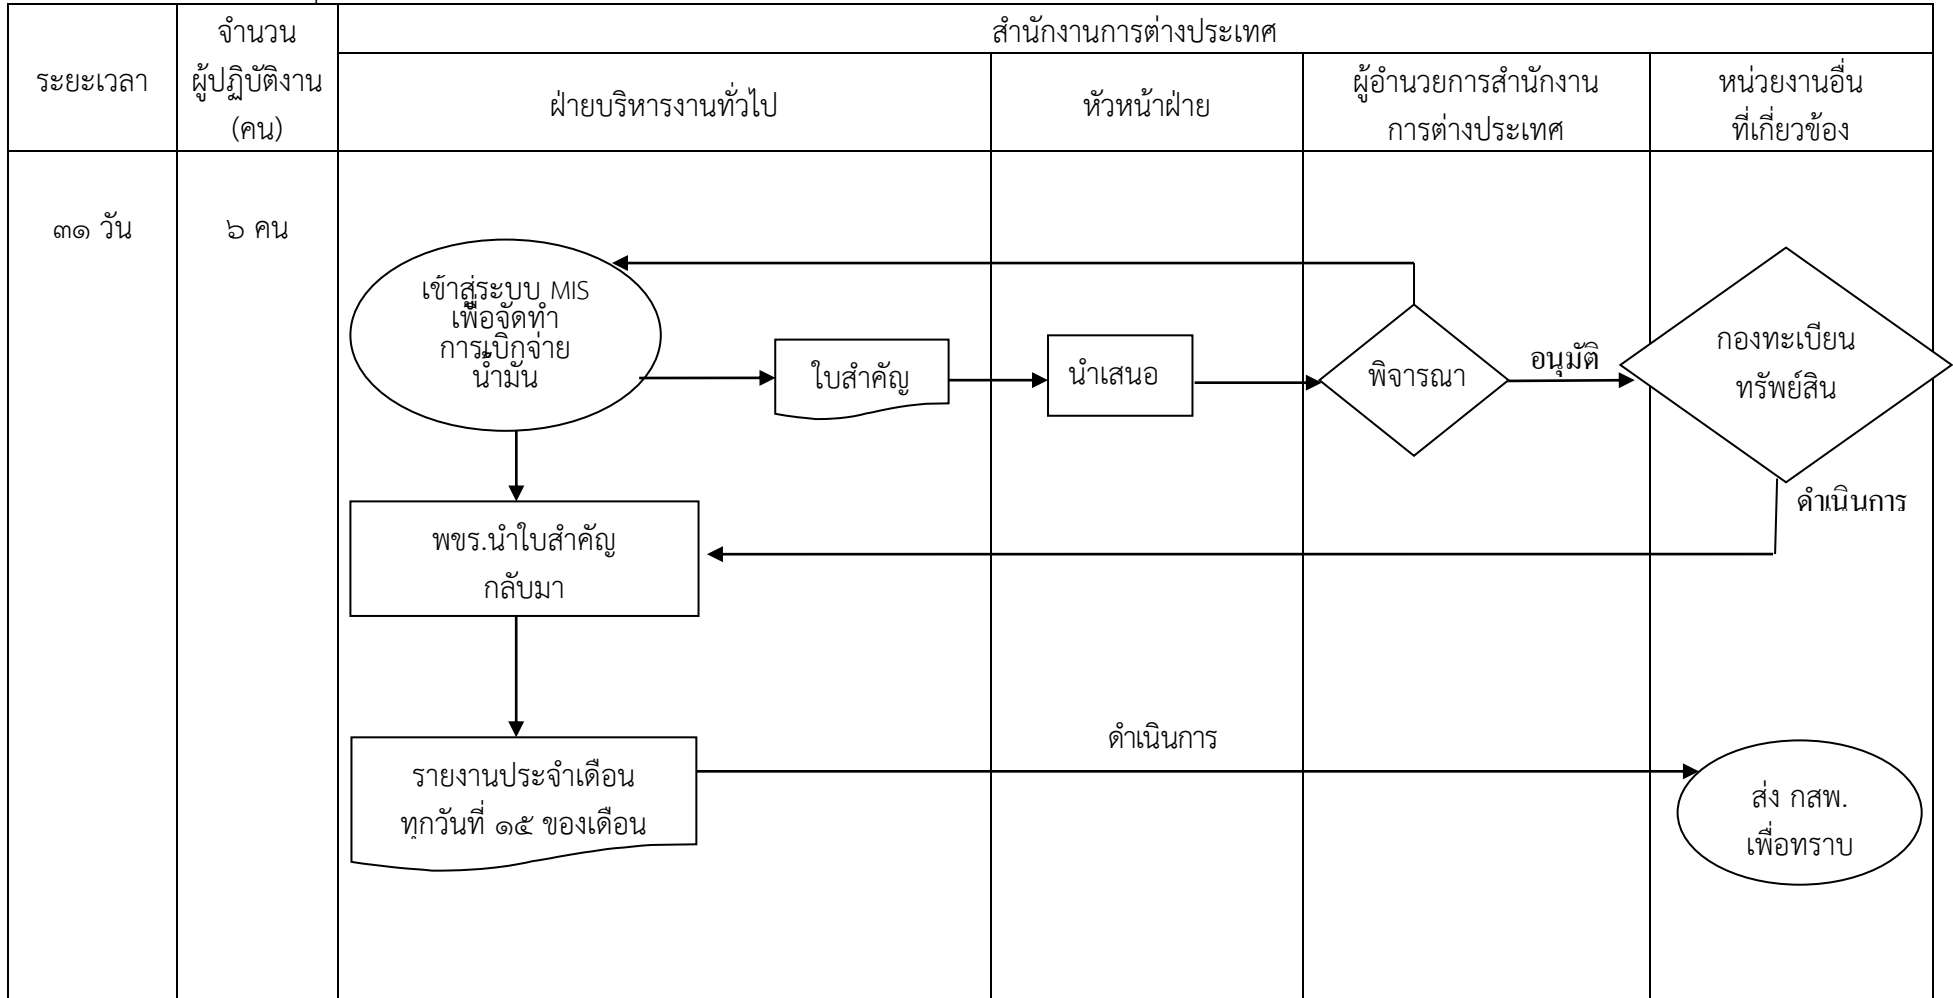 ระยะเวลา
จำนวน
ผู้ปฏิบัติงาน
(คน)
สำนักงานการต่างประเทศ
ฝ่ายบริหารงานทั่วไป
หัวหน้าฝ่าย
ผู้อำนวยการสำนักงาน
การต่างประเทศ
หน่วยงานอื่น
ที่เกี่ยวข้อง
๓๑ วัน
๖ คน
เข้าสู่ระบบ MIS
เพื่อจัดทำ
การเบิกจ่าย
น้ำมัน
ใบสำคัญ
นำเสนอ
พิจารณา
อนุมัติ
กองทะเบียน
ทรัพย์สิน
ดำเนินการ
พขร.นำใบสำคัญ
กลับมา
ดำเนินการ
รายงานประจำเดือน
ทุกวันที่ ๑๕ ของเดือน
ส่ง กสพ.
เพื่อทราบ